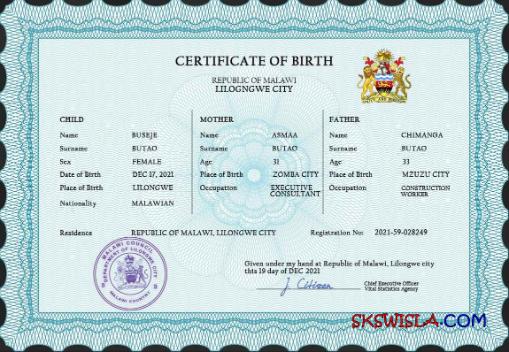 CERTIFICATE OF BIRTH
REPUBLIC OF MALAWI
LILOGNGWE CITY
CHILD
Name BUSEJE
Surname BUTAO
Sex FEMALE
Date of Birth DEC 17, 2021
Place of Birth LILONGWE
Nationality MALAWIAN
MOTHER
Name ASMAA
Surname BUTAO
Age 31
Place of Birth ZOMBA CITY
Occupation EXECUTIVE
CONSULTANT
FATHER
Name CHIMANGA
Surname BUTAO
Age 33
Place of Birth MZUZU CITY
Occupation CONSTRUCTION
WORKER
Residence REPUBLIC OF MALAWI, LILONGWE CITY
Registration No: 2021-59-028249
MALAWI COUNCIL
DEPARTMENT OF LILONGWE CITY
Given under my hand at Republic of Malawi, Lilongwe city
this 19 day of DEC 2021
J. Citizen
Chief Executive Officer
Vital Statistics Agency
SKSWISLA.COM